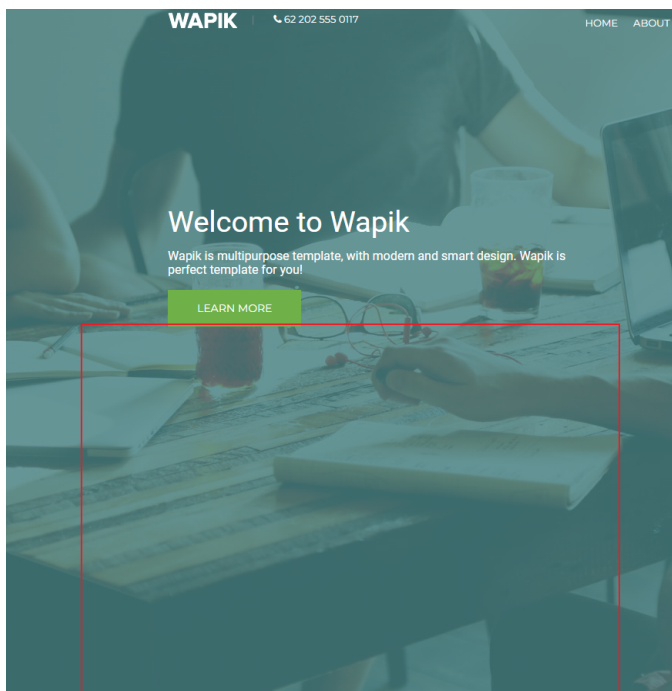 WAPIK
62 202 555 0117
HOME ABOUT
Welcome to Wapik
Wapik is multipurpose template, with modern and smart design. Wapik is
perfect template for you!
LEARN MORE